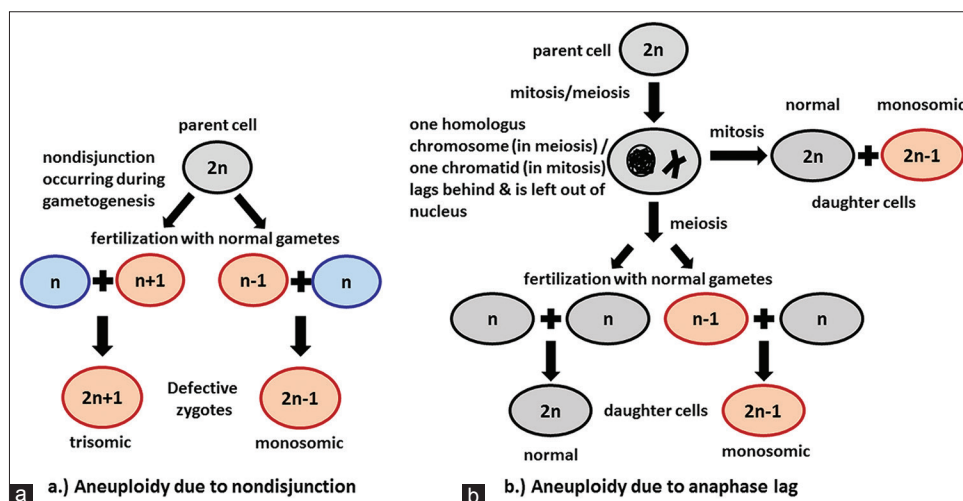 parent cell
2n
nondisjunction
occurring during
gametogenesis
fertilization with normal gametes
n + n+1 n-1 + n
2n+1 Defective
zygotes 2n-1
trisomic monosomic
a a.) Aneuploidy due to nondisjunction
parent cell 2n
mitosis/meiosis
one homologus
chromosome (in meiosis) /
one chromatid (in mitosis)
lags behind & is left out of
nucleus
mitosis
normal monosomic
2n + 2n-1
daughter cells
meiosis
fertilization with normal gametes
n + n n-1 + n
2n daughter cells 2n-1
normal monosomic
b b.) Aneuploidy due to anaphase lag